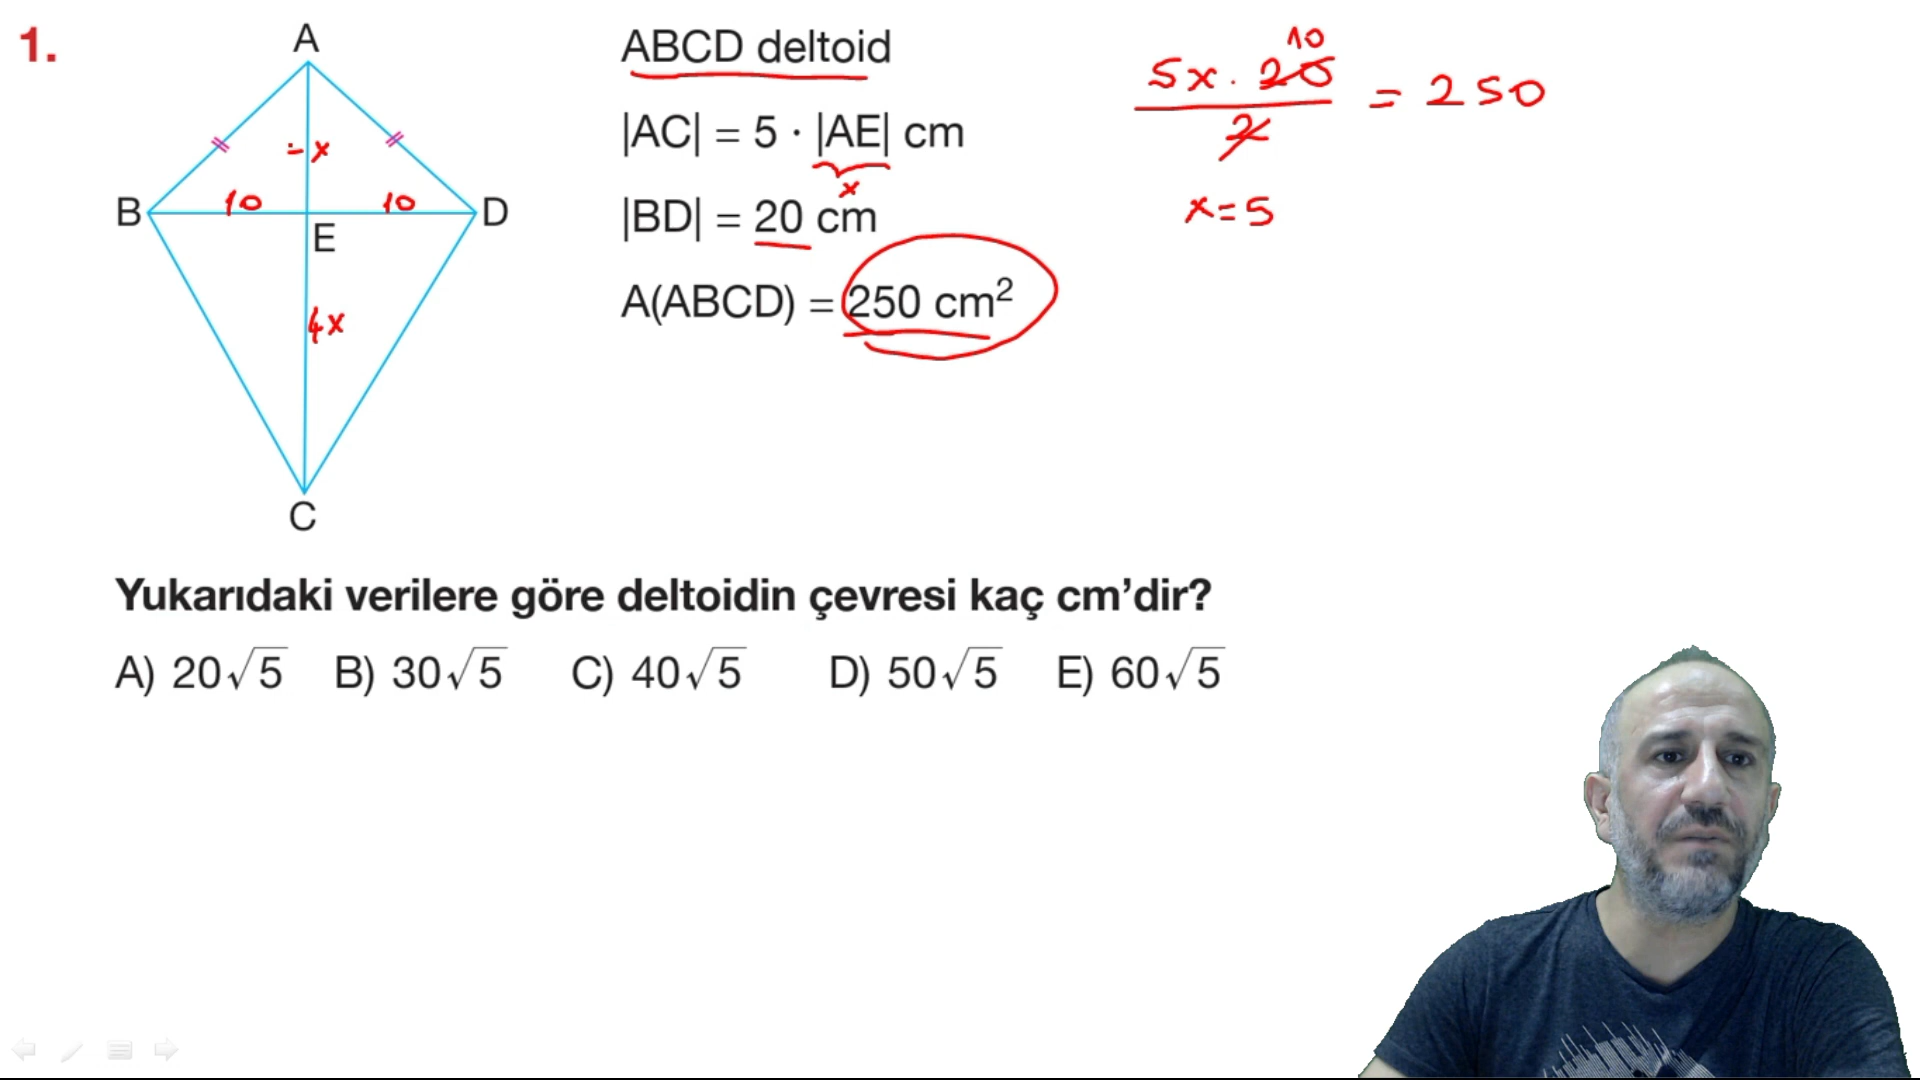 1.
A
B
D
E
C
= x
10
10
4x
ABCD deltoid
|AC| = 5 · |AE| cm
x
|BD| = 20 cm
A(ABCD) = 250 cm²
10
5x . 20
2
= 250
x = 5
Yukarıdaki verilere göre deltoidin çevresi kaç cm’dir?
A) 20√5 B) 30√5 C) 40√5 D) 50√5 E) 60√5